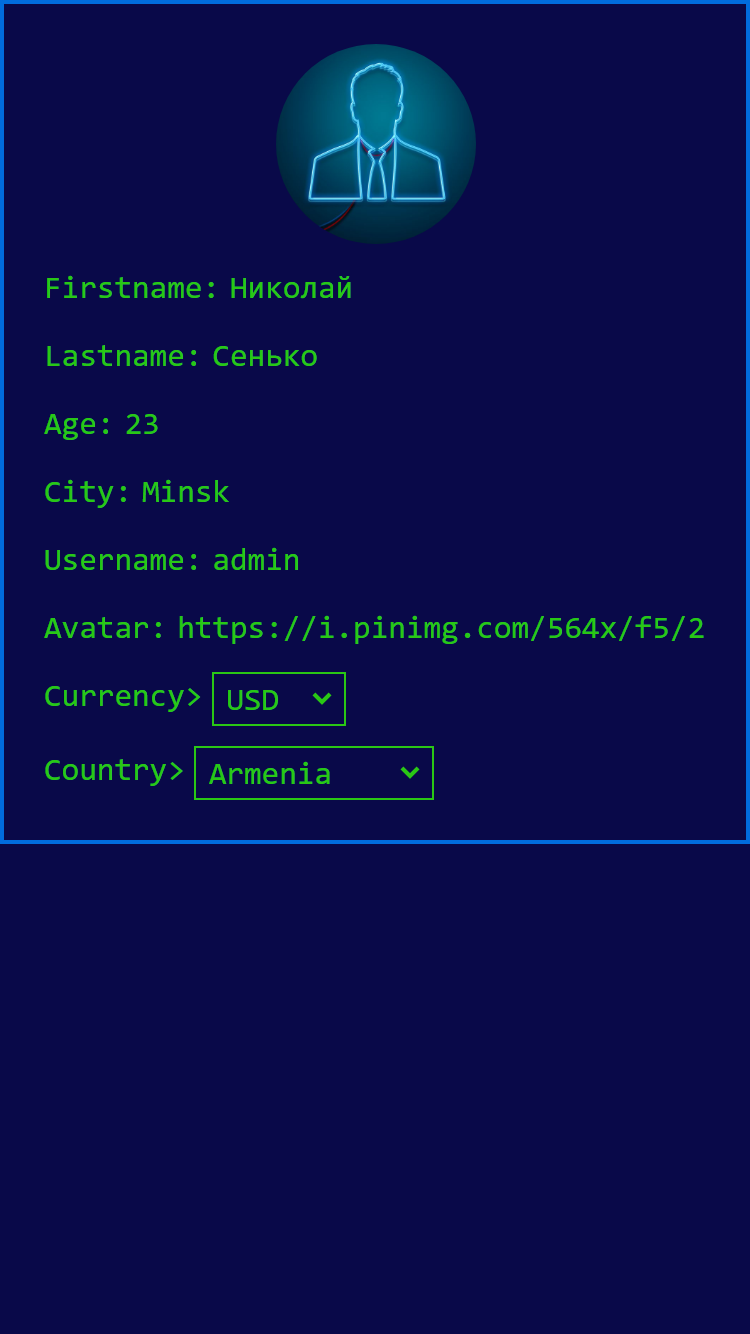 Firstname: Николай
Lastname: Сенько
Age: 23
City: Minsk
Username: admin
Avatar: https://i.pinimg.com/564x/f5/2
Currency> USD
Country> Armenia